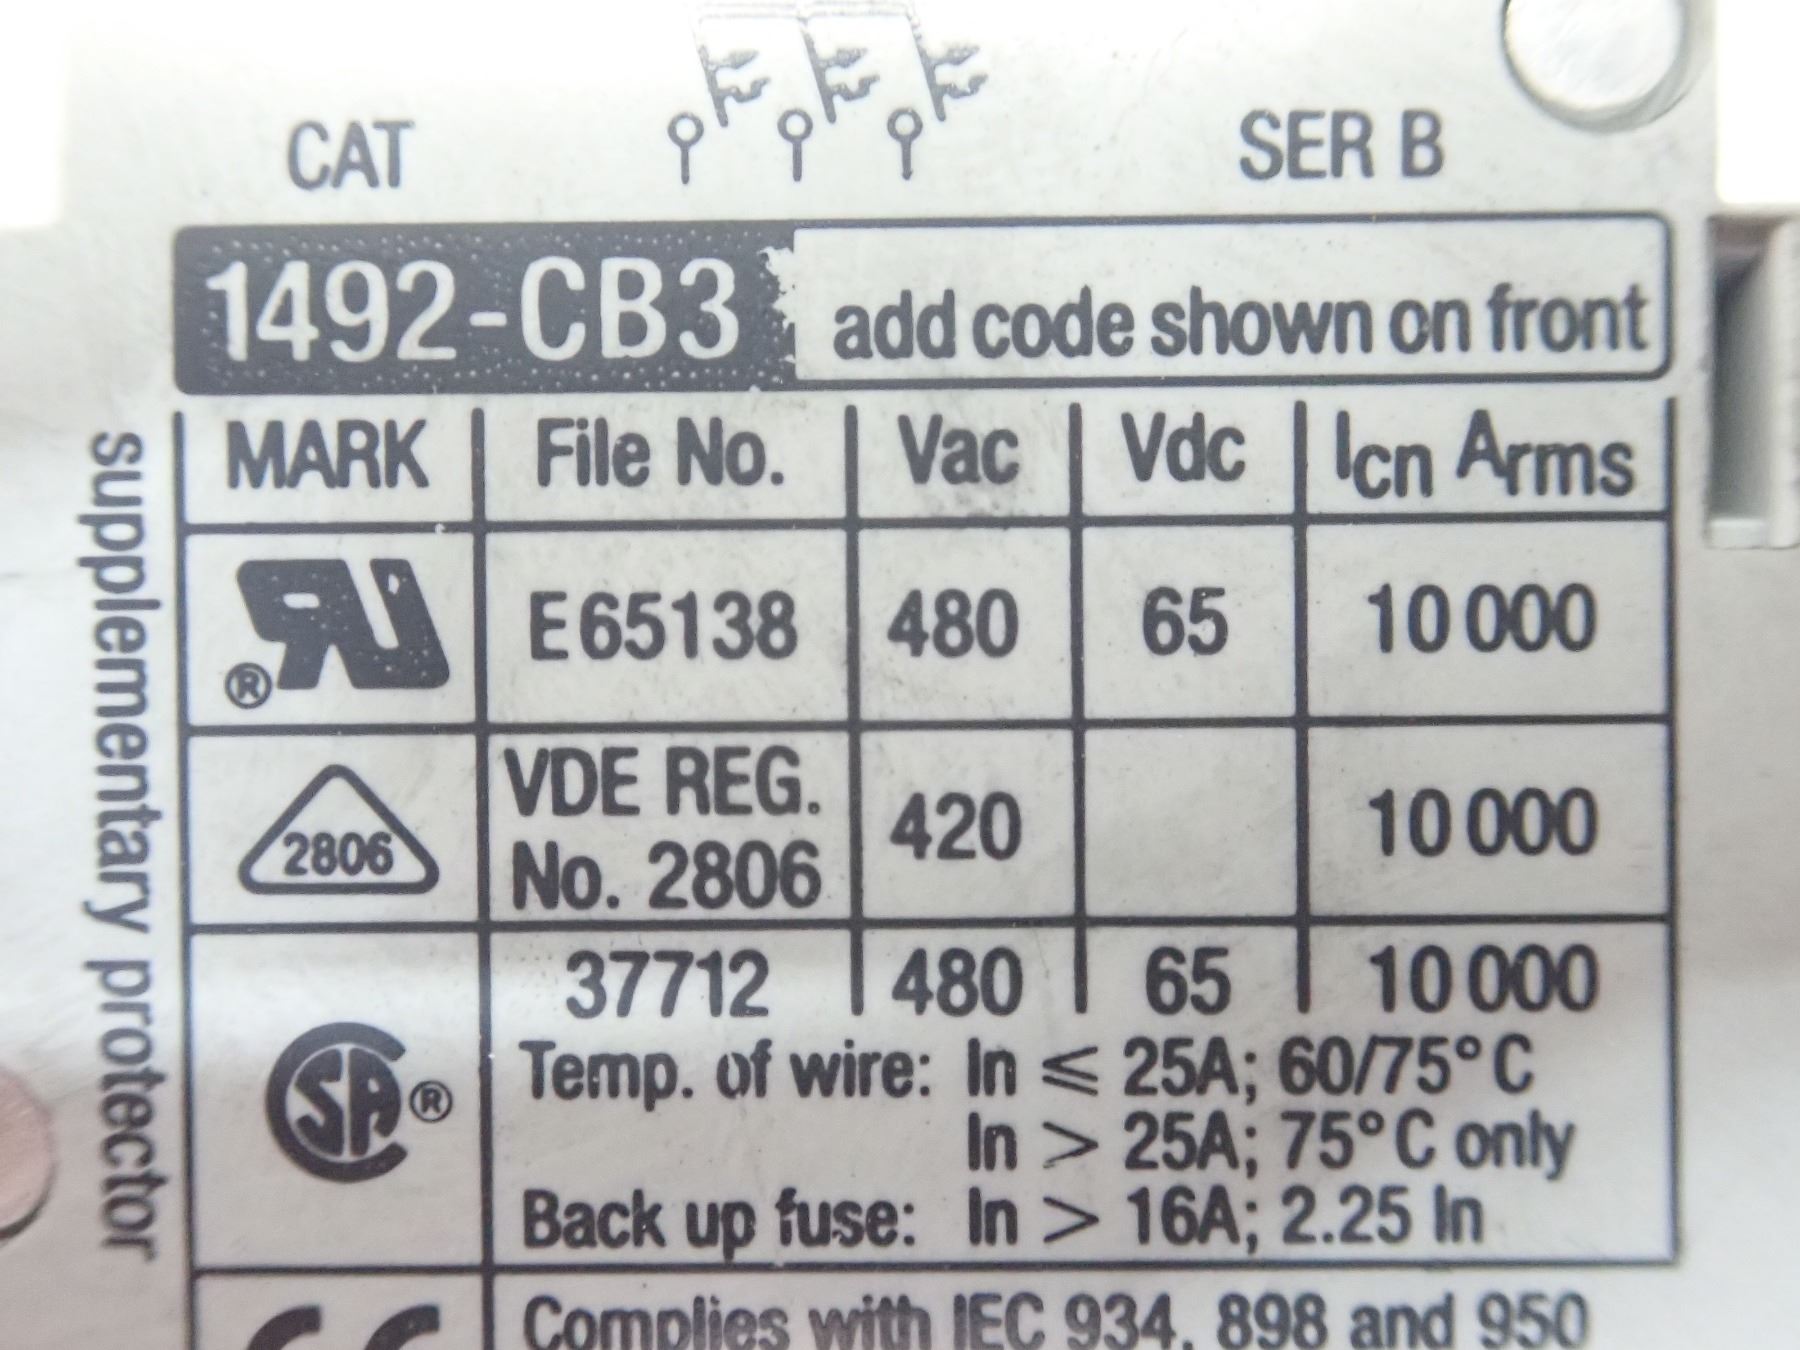 CAT SER B
1492-CB3 add code shown on front
MARK File No. Vac Vdc Icn Arms
RU ® E65138 480 65 10 000
2806 VDE REG. No. 2806 420 10 000
37712 480 65 10 000
SA ®
Temp. of wire: In ≤ 25A; 60/75°C
In > 25A; 75°C only
Back up fuse: In > 16A; 2.25 In
CE Complies with IEC 934, 898 and 950
supplementary protector